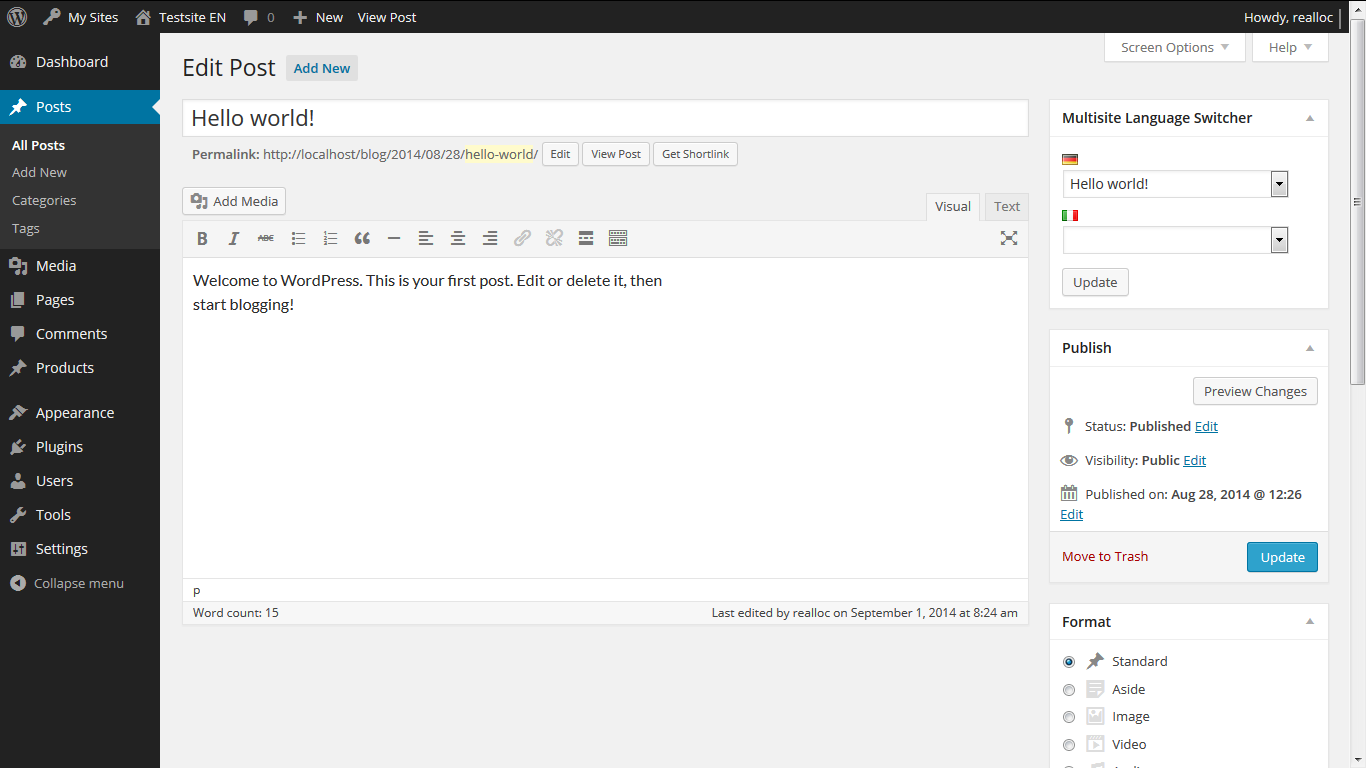 My Sites Testsite EN 0 New View Post Howdy, realloc
Dashboard
Posts
All Posts
Add New
Categories
Tags
Media
Pages
Comments
Products
Appearance
Plugins
Users
Tools
Settings
Collapse menu
Screen Options Help
Edit Post Add New
Hello world!
Permalink: http://localhost/blog/2014/08/28/hello-world/ Edit View Post Get Shortlink
Add Media Visual Text
B I ABC
Welcome to WordPress. This is your first post. Edit or delete it, then
start blogging!
p
Word count: 15 Last edited by realloc on September 1, 2014 at 8:24 am
Multisite Language Switcher
Hello world!
Update
Publish
Preview Changes
Status: Published Edit
Visibility: Public Edit
Published on: Aug 28, 2014 @ 12:26
Edit
Move to Trash Update
Format
Standard
Aside
Image
Video